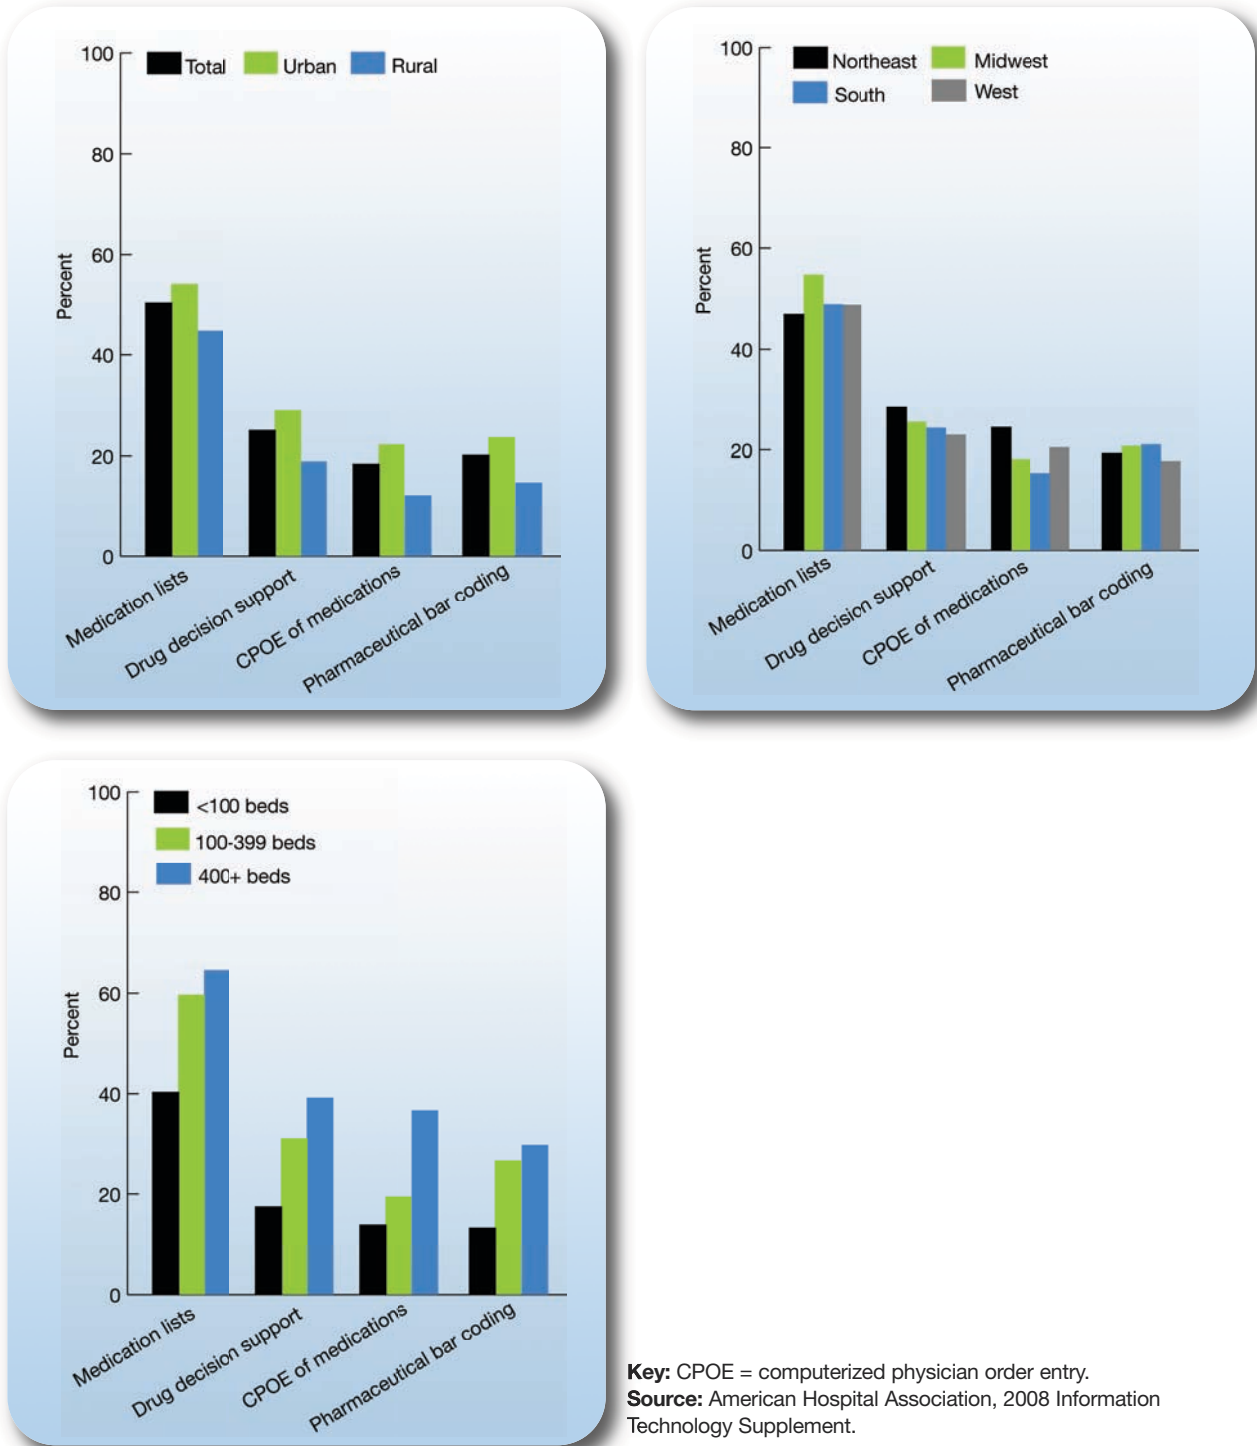 100
Total
Urban
Rural
80
60
40
20
0
Percent
Medication lists
Drug decision support
CPOE of medications
Pharmaceutical bar coding
100
Northeast
Midwest
South
West
80
60
40
20
0
Percent
Medication lists
Drug decision support
CPOE of medications
Pharmaceutical bar coding
100
<100 beds
100-399 beds
400+ beds
80
60
40
20
0
Percent
Medication lists
Drug decision support
CPOE of medications
Pharmaceutical bar coding
Key: CPOE = computerized physician order entry.
Source: American Hospital Association, 2008 Information
Technology Supplement.